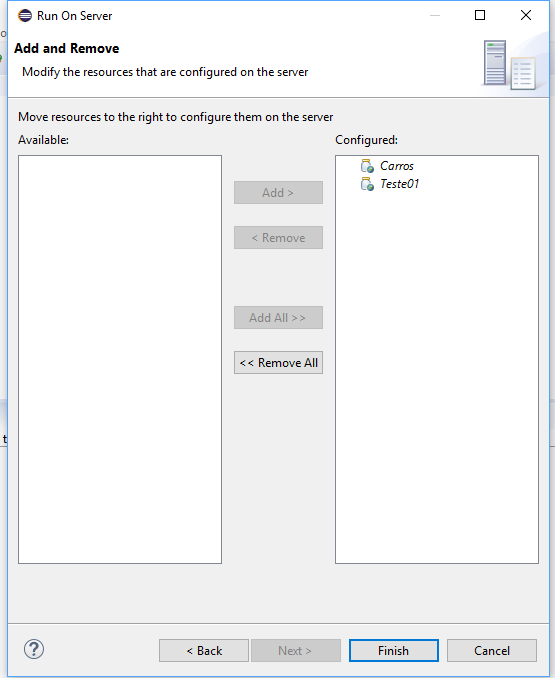 Run On Server
Add and Remove
Modify the resources that are configured on the server
Move resources to the right to configure them on the server
Available:
Configured:
Carros
Teste01
Add >
< Remove
Add All >>
<< Remove All
?
< Back
Next >
Finish
Cancel